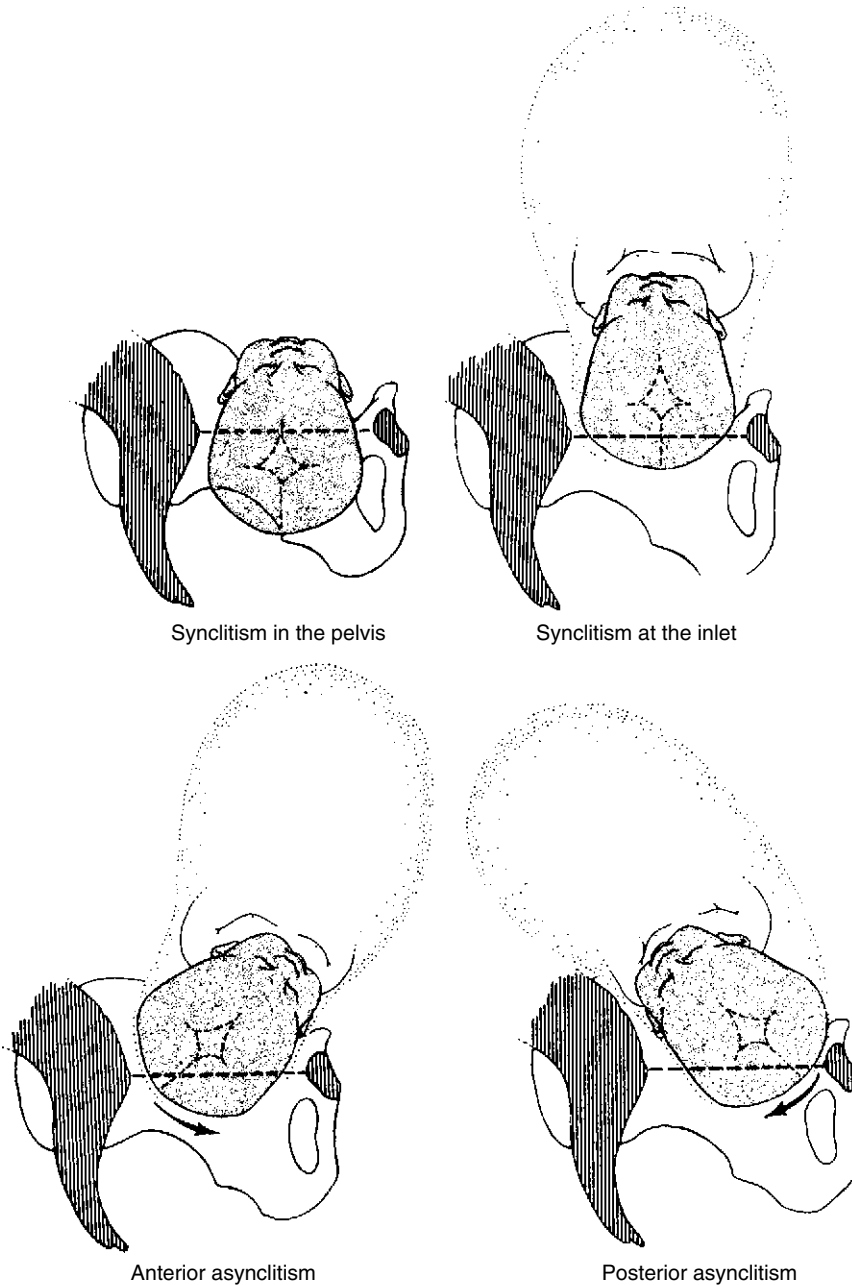 Synclitism in the pelvis
Synclitism at the inlet
Anterior asynclitism
Posterior asynclitism